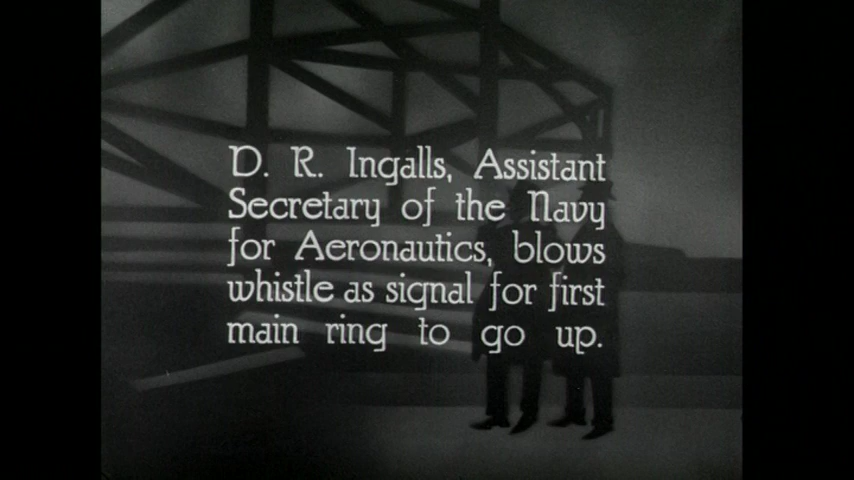 D. R. Ingalls, Assistant
Secretary of the Navy
for Aeronautics, blows
whistle as signal for first
main ring to go up.